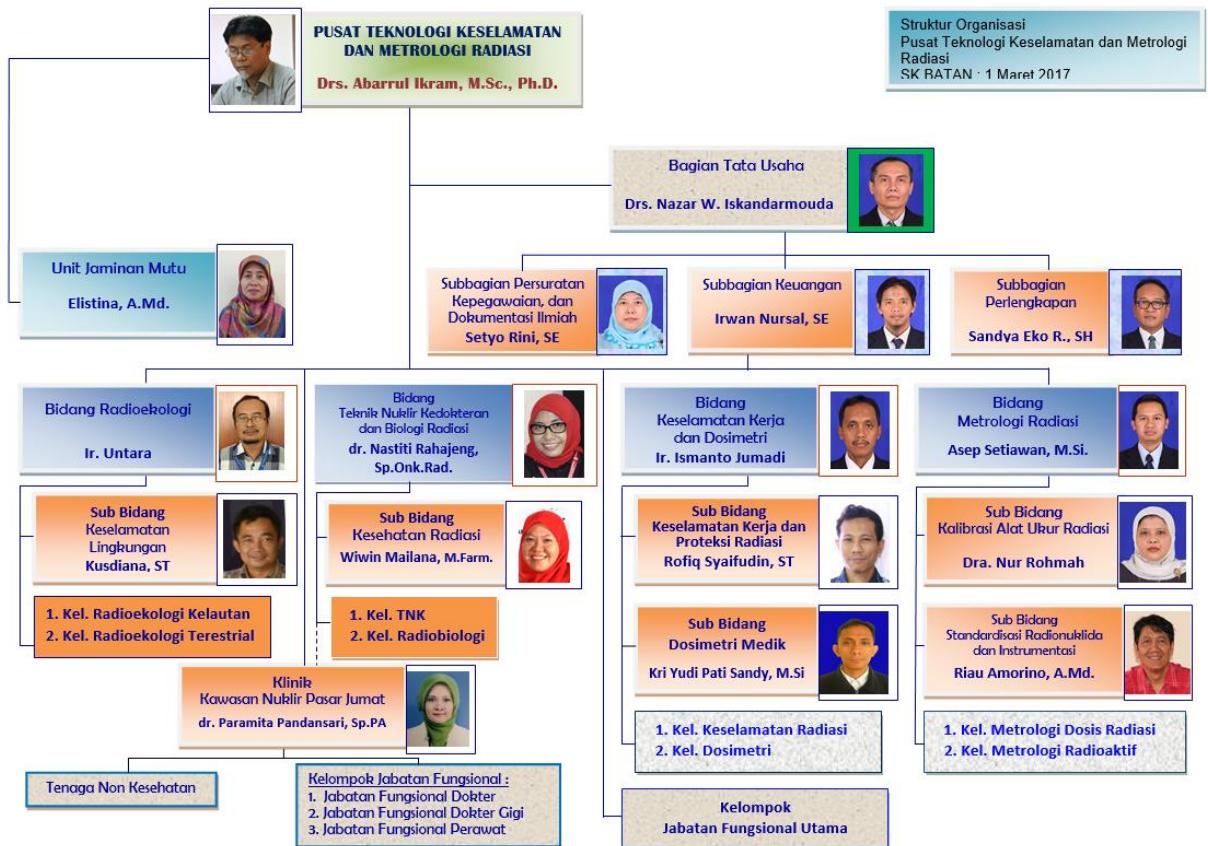 PUSAT TEKNOLOGI KESELAMATAN
DAN METROLOGI RADIASI
Drs. Abarrul Ikram, M.Sc., Ph.D.
Struktur Organisasi
Pusat Teknologi Keselamatan dan Metrologi
Radiasi
SK BATAN : 1 Maret 2017
Bagian Tata Usaha
Drs. Nazar W. Iskandarmouda
Unit Jaminan Mutu
Elistina, A.Md.
Subbagian Persuratan
Kepegawaian, dan
Dokumentasi Ilmiah
Setyo Rini, SE
Subbagian Keuangan
Irwan Nursal, SE
Subbagian
Perlengkapan
Sandya Eko R., SH
Bidang Radioekologi
Ir. Untara
Bidang
Teknik Nuklir Kedokteran
dan Biologi Radiasi
dr. Nastiti Rahajeng,
Sp.Onk.Rad.
Bidang
Keselamatan Kerja
dan Dosimetri
Ir. Ismanto Jumadi
Bidang
Metrologi Radiasi
Asep Setiawan, M.Si.
Sub Bidang
Keselamatan
Lingkungan
Kusdiana, ST
Sub Bidang
Kesehatan Radiasi
Wiwin Mailana, M.Farm.
Sub Bidang
Keselamatan Kerja dan
Proteksi Radiasi
Rofiq Syaifudin, ST
Sub Bidang
Kalibrasi Alat Ukur Radiasi
Dra. Nur Rohmah
1. Kel. Radioekologi Kelautan
2. Kel. Radioekologi Terestrial
1. Kel. TNK
2. Kel. Radiobiologi
Sub Bidang
Dosimetri Medik
Kri Yudi Pati Sandy, M.Si
Sub Bidang
Standardisasi Radionuklida
dan Instrumentasi
Riau Amorino, A.Md.
Klinik
Kawasan Nuklir Pasar Jumat
dr. Paramita Pandansari, Sp.PA
1. Kel. Keselamatan Radiasi
2. Kel. Dosimetri
1. Kel. Metrologi Dosis Radiasi
2. Kel. Metrologi Radioaktif
Tenaga Non Kesehatan
Kelompok Jabatan Fungsional :
1. Jabatan Fungsional Dokter
2. Jabatan Fungsional Dokter Gigi
3. Jabatan Fungsional Perawat
Kelompok
Jabatan Fungsional Utama